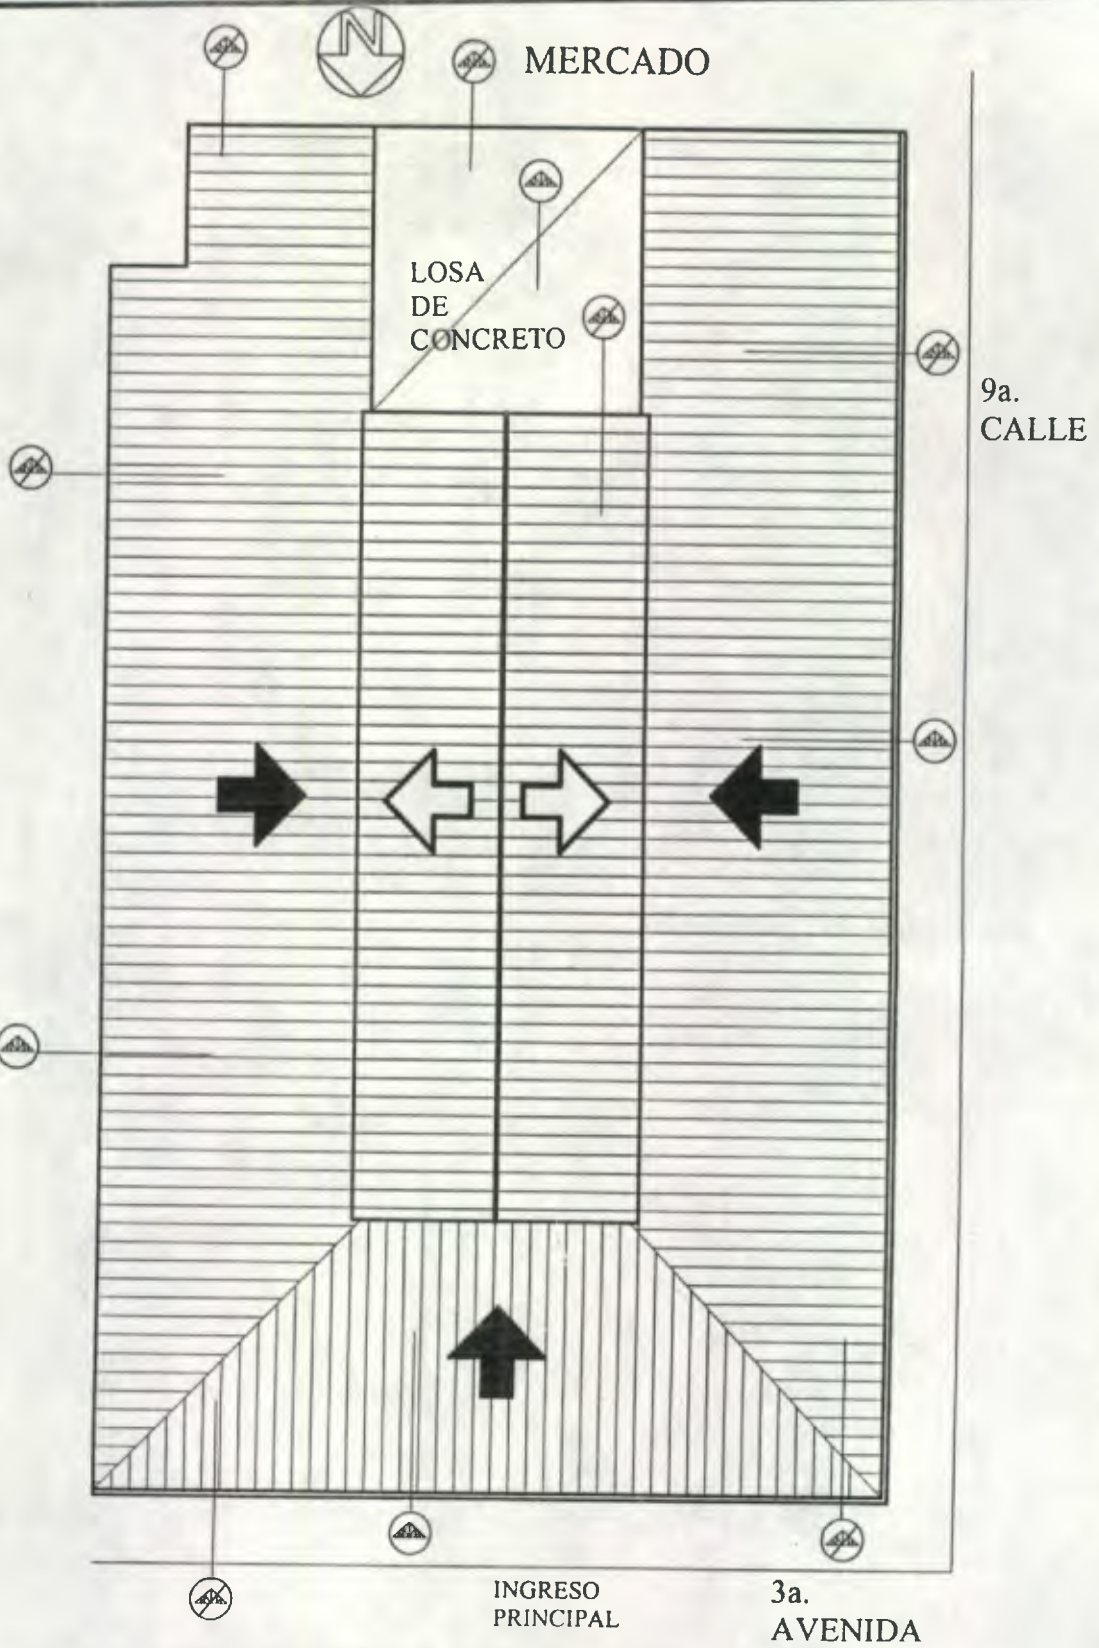 N
MERCADO
LOSA
DE
CONCRETO
9a.
CALLE
INGRESO
PRINCIPAL
3a.
AVENIDA